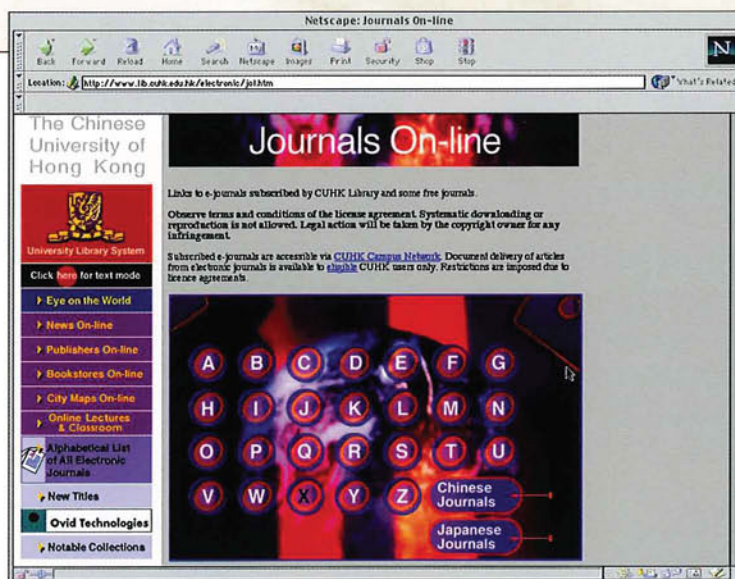 Netscape: Journals On-line
Back Forward Reload Home Search Netscape Images Print Security Shop Stop
N
Location: http://www.lib.cuhk.edu.hk/electronic/jol.htm What's Related
The Chinese
University of
Hong Kong
University Library System
Click here for text mode
Eye on the World
News On-line
Publishers On-line
Bookstores On-line
City Maps On-line
Online Lectures
& Classroom
Alphabetical List
of All Electronic
Journals
New Titles
Ovid Technologies
Notable Collections
Journals On-line
Links to e-journals subscribed by CUHK Library and some free journals.
Observe terms and conditions of the license agreement. Systematic downloading or
reproduction is not allowed. Legal action will be taken by the copyright owner for any
infringement.
Subscribed e-journals are accessible via CUHK Campus Network. Document delivery of articles
from electronic journals is available to eligible CUHK users only. Restrictions are imposed due to
licence agreements.
A B C D E F G
H I J K L M N
O P Q R S T U
V W X Y Z Chinese
Journals
Japanese
Journals